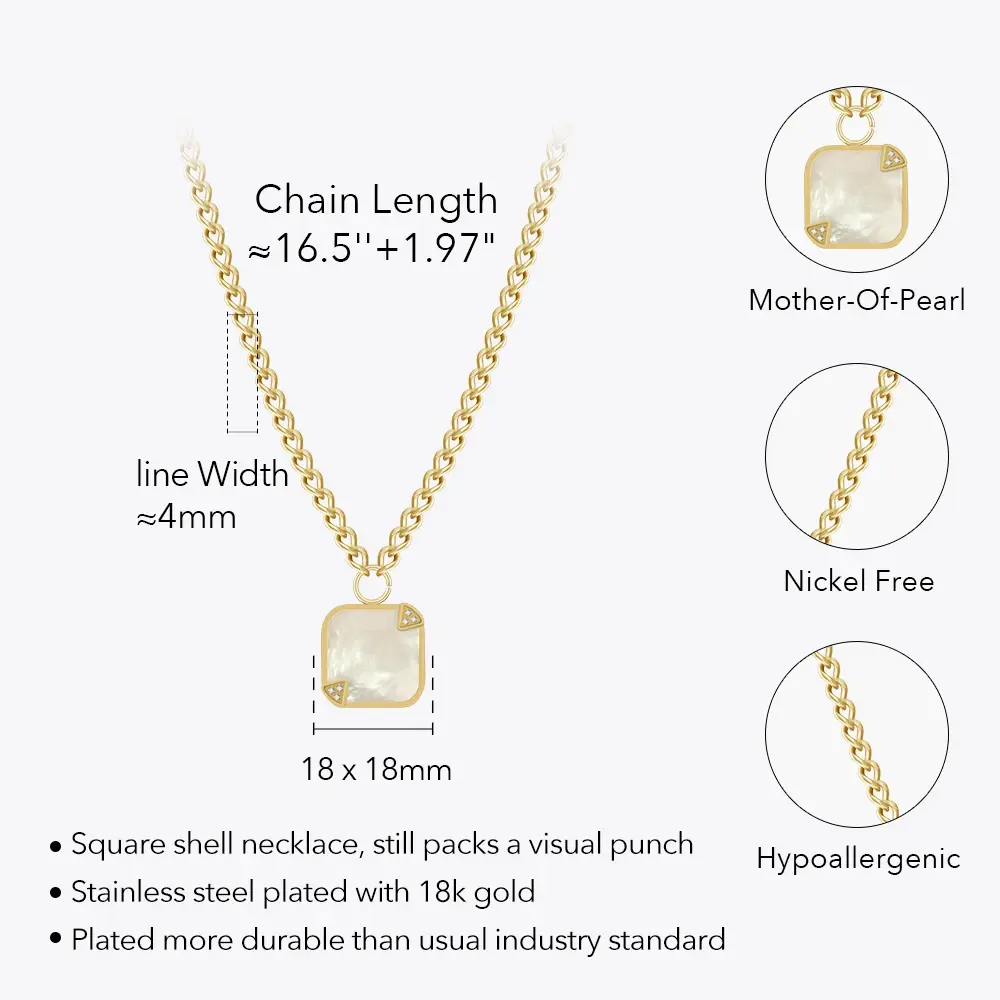 Chain Length
≈16.5''+1.97"
Mother-Of-Pearl
line Width
≈4mm
Nickel Free
18 x 18mm
Hypoallergenic
• Square shell necklace, still packs a visual punch
• Stainless steel plated with 18k gold
• Plated more durable than usual industry standard